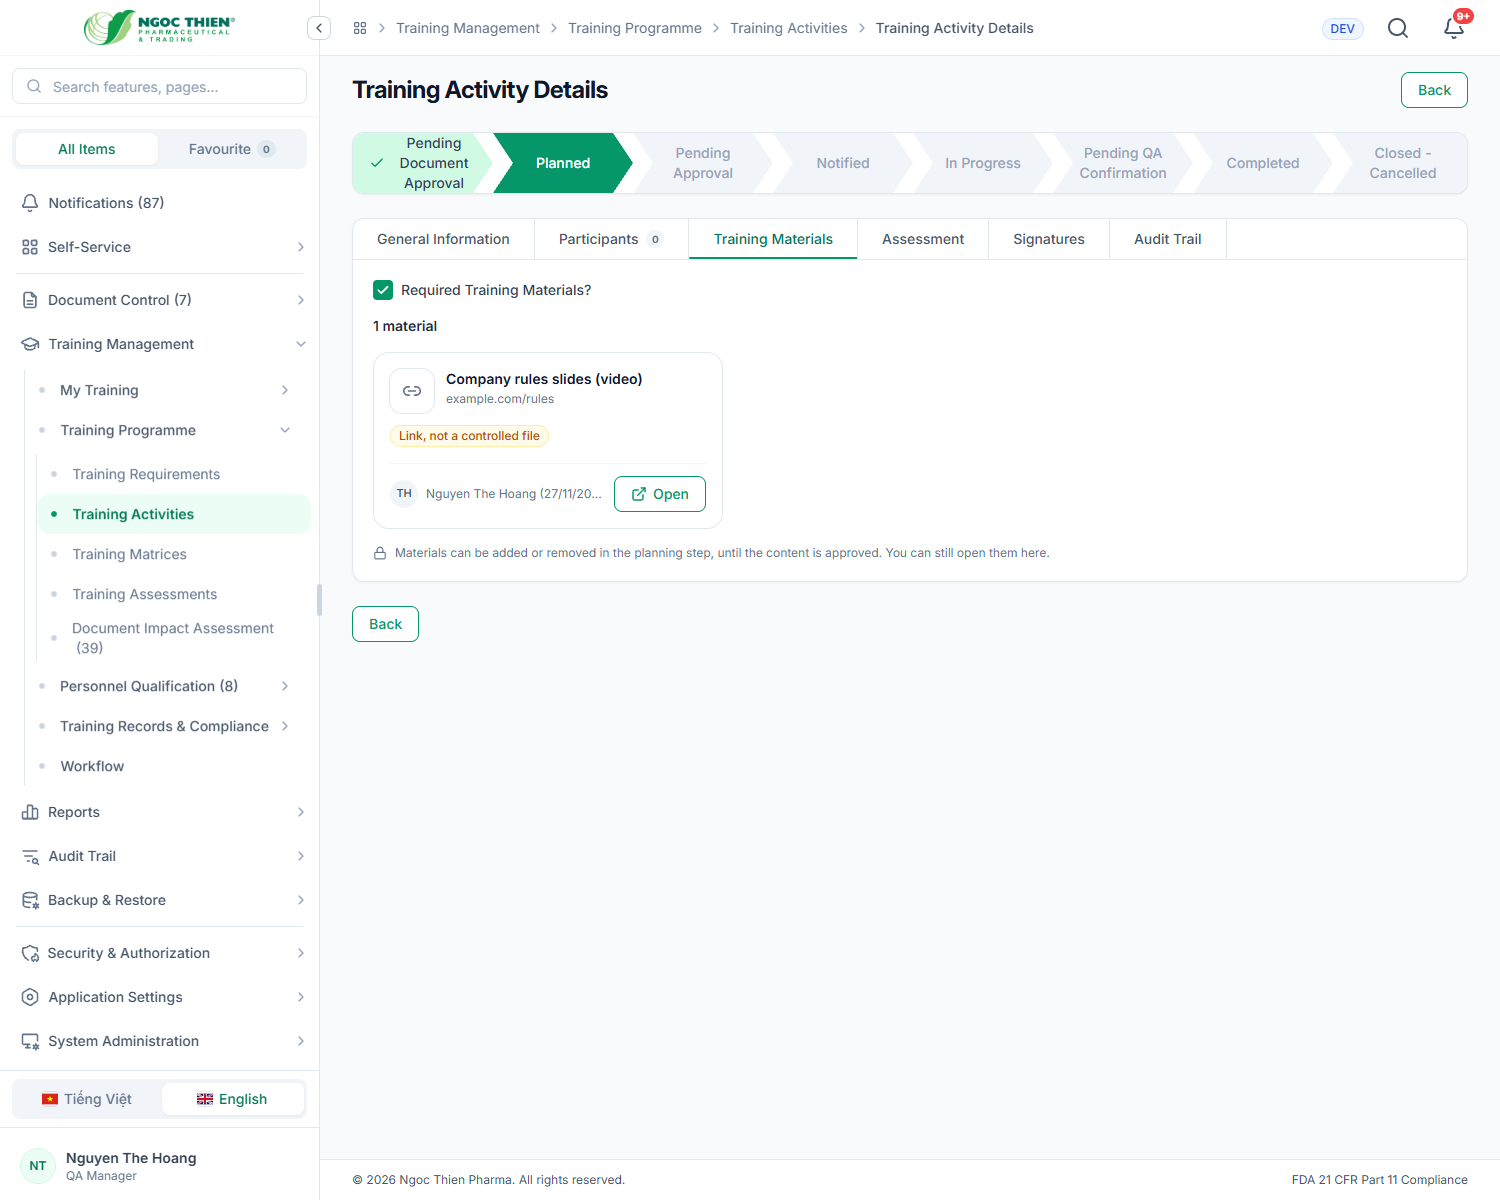 NGOC THIEN®
PHARMACEUTICAL
& TRADING
Search features, pages...
All Items
Favourite 0
Notifications (87)
Self-Service
Document Control (7)
Training Management
My Training
Training Programme
Training Requirements
Training Activities
Training Matrices
Training Assessments
Document Impact Assessment
(39)
Personnel Qualification (8)
Training Records & Compliance
Workflow
Reports
Audit Trail
Backup & Restore
Security & Authorization
Application Settings
System Administration
Tiếng Việt
English
NT
Nguyen The Hoang
QA Manager
Training Management
Training Programme
Training Activities
Training Activity Details
DEV
9+
Training Activity Details
Back
Pending
Document
Approval
Planned
Pending
Approval
Notified
In Progress
Pending QA
Confirmation
Completed
Closed -
Cancelled
General Information
Participants 0
Training Materials
Assessment
Signatures
Audit Trail
Required Training Materials?
1 material
Company rules slides (video)
example.com/rules
Link, not a controlled file
TH
Nguyen The Hoang (27/11/20...
Open
Materials can be added or removed in the planning step, until the content is approved. You can still open them here.
Back
© 2026 Ngoc Thien Pharma. All rights reserved.
FDA 21 CFR Part 11 Compliance